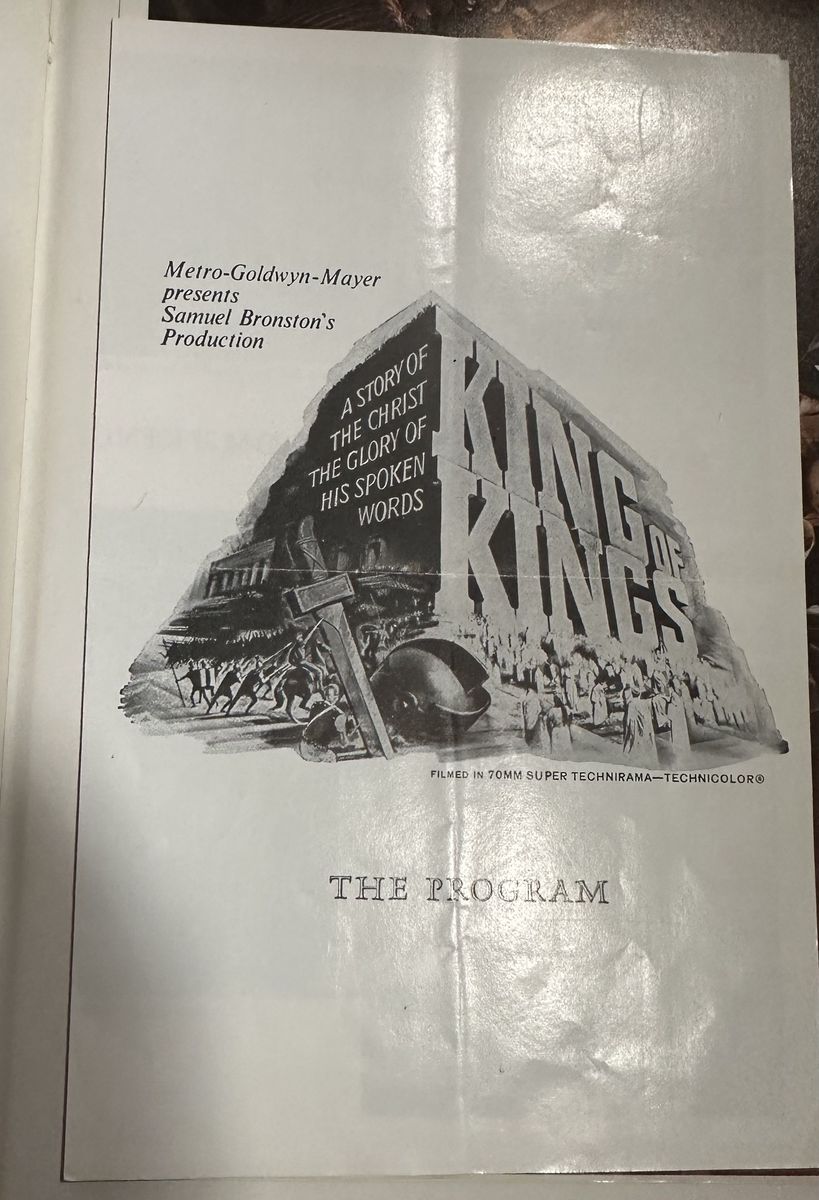 Metro-Goldwyn-Mayer
presents
Samuel Bronston's
Production
A STORY OF
THE CHRIST
THE GLORY OF
HIS SPOKEN
WORDS
KING
OF
KINGS
FILMED IN 70MM SUPER TECHNIRAMA—TECHNICOLOR®
THE PROGRAM